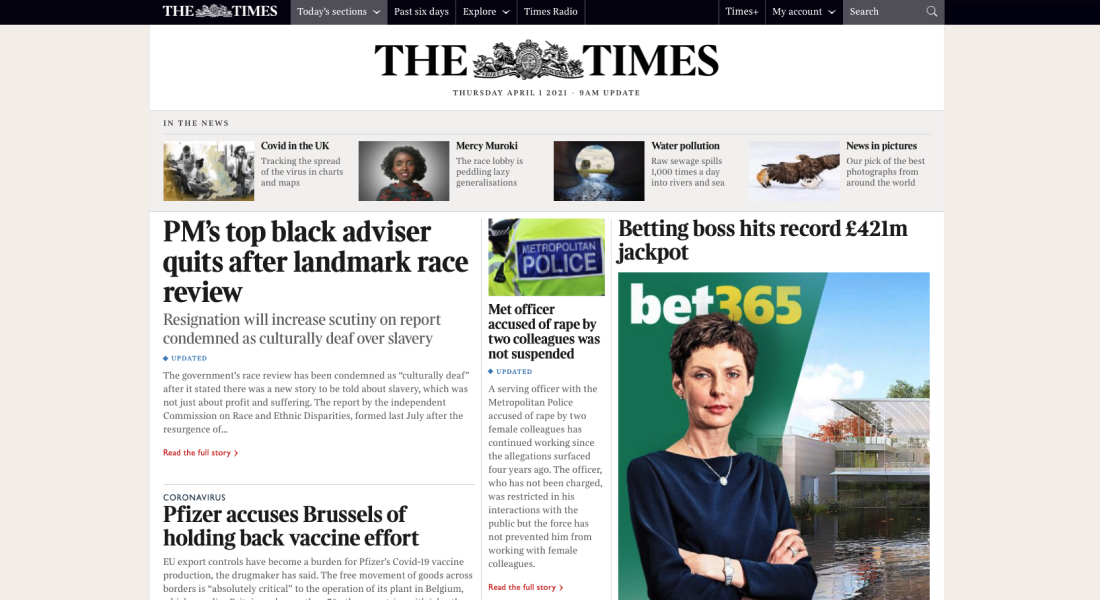 THE TIMES
Today's sections
Past six days
Explore
Times Radio
Times+
My account
Search
THE TIMES
THURSDAY APRIL 1 2021 · 9AM UPDATE
IN THE NEWS
Covid in the UK
Tracking the spread
of the virus in charts
and maps
Mercy Muroki
The race lobby is
peddling lazy
generalisations
Water pollution
Raw sewage spills
1,000 times a day
into rivers and sea
News in pictures
Our pick of the best
photographs from
around the world
PM's top black adviser
quits after landmark race
review
Resignation will increase scrutiny on report
condemned as culturally deaf over slavery
UPDATED
The government's race review has been condemned as “culturally deaf”
after it stated there was a new story to be told about slavery, which was
not just about profit and suffering. The report by the independent
Commission on Race and Ethnic Disparities, formed last July after the
resurgence of...
Read the full story ›
CORONAVIRUS
Pfizer accuses Brussels of
holding back vaccine effort
EU export controls have become a burden for Pfizer's Covid-19 vaccine
production, the drugmaker has said. The free movement of goods across
borders is “absolutely critical” to the operation of its plant in Belgium,
METROPOLITAN
POLICE
Met officer
accused of rape by
two colleagues was
not suspended
UPDATED
A serving officer with the
Metropolitan Police
accused of rape by two
female colleagues has
continued working since
the allegations surfaced
four years ago. The officer,
who has not been charged,
was restricted in his
interactions with the
public but the force has
not prevented him from
working with female
colleagues.
Read the full story ›
Betting boss hits record £421m
jackpot
bet365